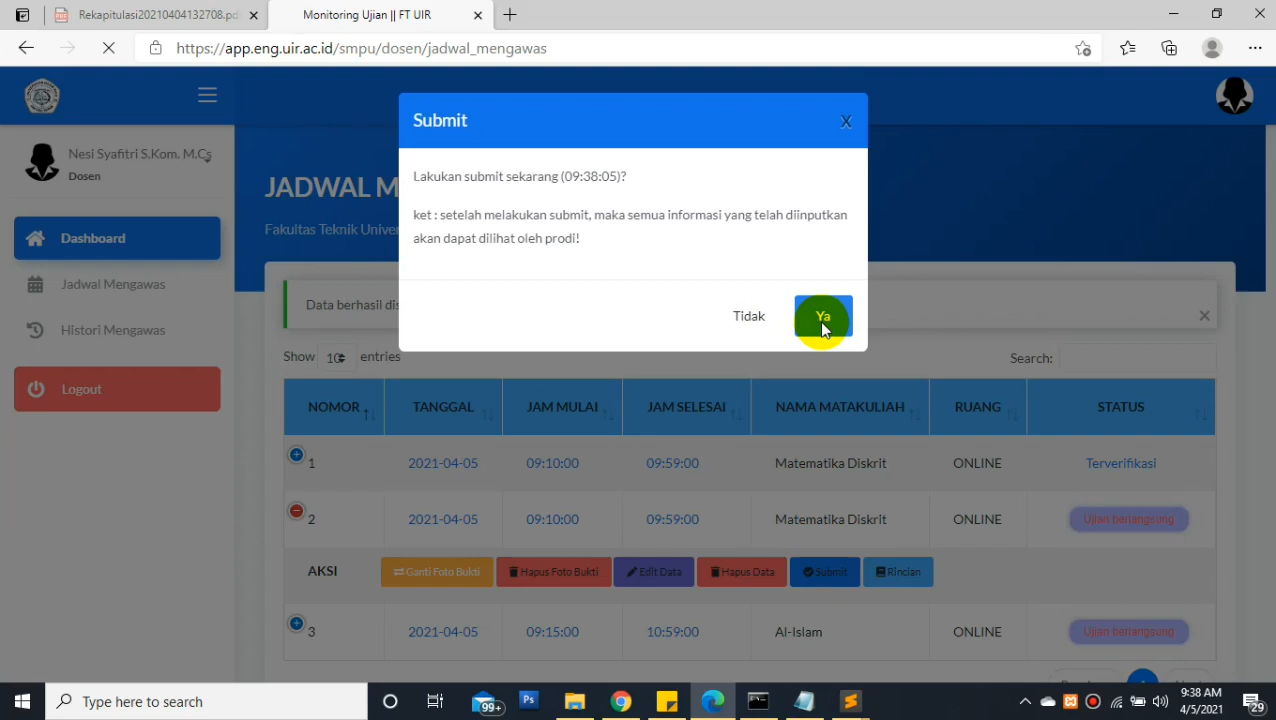 Rekapitulasi20210404132708.pd
Monitoring Ujian || FT UIR
https://app.eng.uir.ac.id/smpu/dosen/jadwal_mengawas
Submit
X
Nesi Syafitri S.Kom. M.Cs
Dosen
Lakukan submit sekarang (09:38:05)?
JADWAL M
ket : setelah melakukan submit, maka semua informasi yang telah diinputkan
akan dapat dilihat oleh prodi!
Fakultas Teknik Univer
Dashboard
Jadwal Mengawas
Histori Mengawas
Logout
Data berhasil dis
Tidak
Ya
Show 10 entries
Search:
NOMOR TANGGAL JAM MULAI JAM SELESAI NAMA MATAKULIAH RUANG STATUS
1 2021-04-05 09:10:00 09:59:00 Matematika Diskrit ONLINE Terverifikasi
2 2021-04-05 09:10:00 09:59:00 Matematika Diskrit ONLINE Ujian berlangsung
AKSI Ganti Foto Bukti Hapus Foto Bukti Edit Data Hapus Data Submit Rincian
3 2021-04-05 09:15:00 10:59:00 Al-Islam ONLINE Ujian berlangsung
Type here to search
99+
Ps
9:38 AM
4/5/2021
29